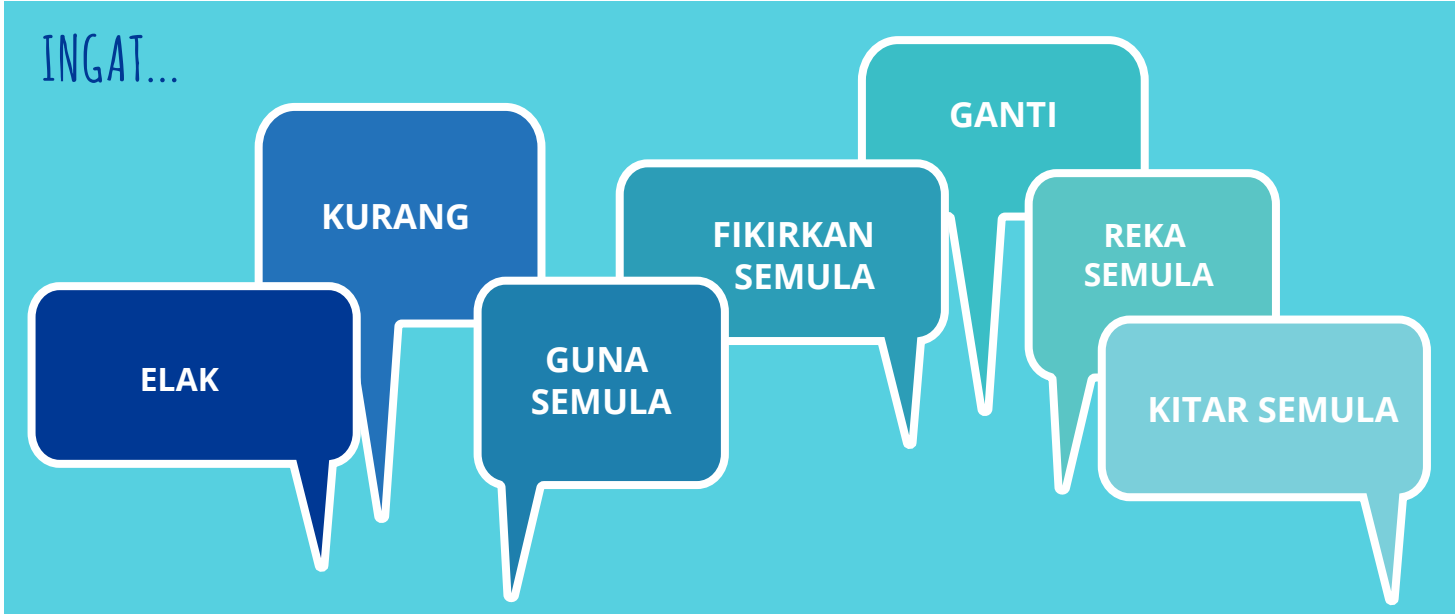 INGAT...
ELAK
KURANG
GUNA
SEMULA
FIKIRKAN
SEMULA
GANTI
REKA
SEMULA
KITAR SEMULA